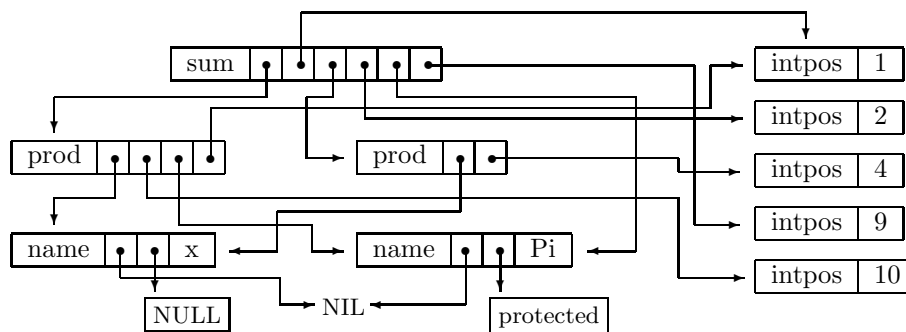 sum
intpos 1
intpos 2
prod
prod
intpos 4
intpos 9
name x
name Pi
intpos 10
NULL
NIL
protected